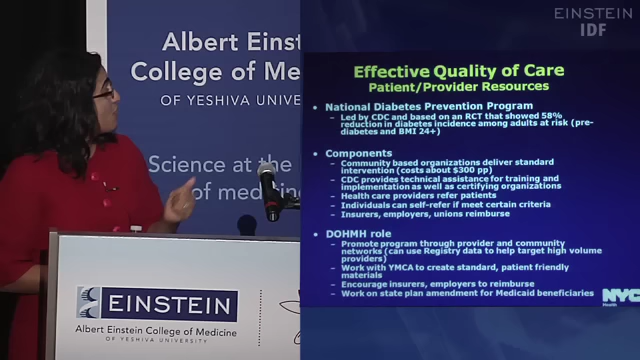 EINSTEIN
IDF
Albert Einst
College of Medi
OF YESHIVA UNIVER
Science at the
of medicin
EINSTEIN
Albert Einstein College of Medicine
OF YESHIVA UNIVERSITY
Effective Quality of Care
Patient/Provider Resources
• National Diabetes Prevention Program
– Led by CDC and based on an RCT that showed 58%
reduction in diabetes incidence among adults at risk (pre-
diabetes and BMI 24+)
• Components
– Community based organizations deliver standard
intervention (costs about $300 pp)
– CDC provides technical assistance for training and
implementation as well as certifying organizations
– Health care providers refer patients
– Individuals can self-refer if meet certain criteria
– Insurers, employers, unions reimburse
• DOHMH role
– Promote program through provider and community
networks (can use Registry data to help target high volume
providers)
– Work with YMCA to create standard, patient friendly
materials
– Encourage insurers, employers to reimburse
– Work on state plan amendment for Medicaid beneficiaries
NYC
Health